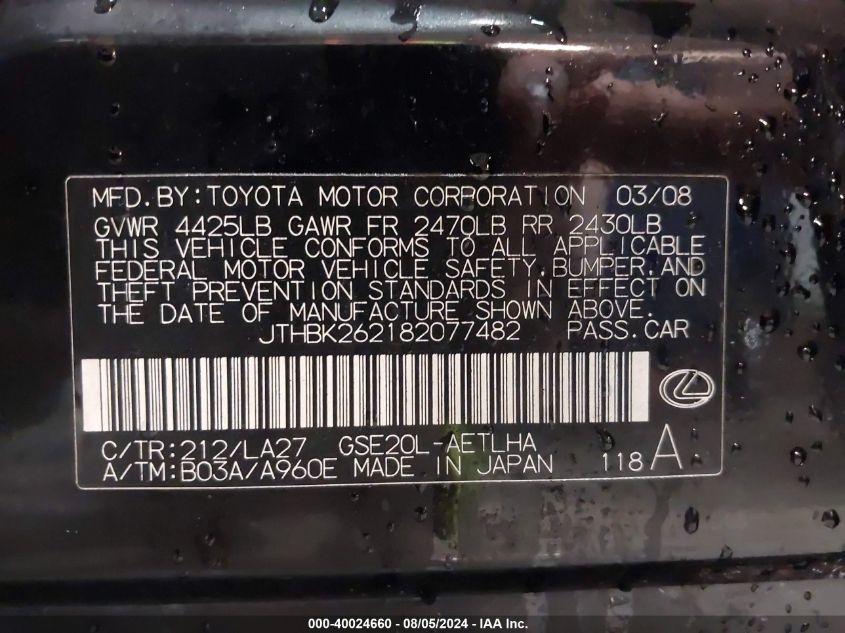 MFD.BY:TOYOTA MOTOR CORPORATION 03/08
GVWR 4425LB GAWR FR 2470LB RR 2430LB
THIS VEHICLE CONFORMS TO ALL APPLICABLE
FEDERAL MOTOR VEHICLE SAFETY,BUMPER,AND
THEFT PREVENTION STANDARDS IN EFFECT ON
THE DATE OF MANUFACTURE SHOWN ABOVE.
JTHBK262182077482 PASS.CAR
C/TR:212/LA27 GSE20L-AETLHA
A/TM:B03A/A960E MADE IN JAPAN 118A
000-40024660 - 08/05/2024 - IAA Inc.